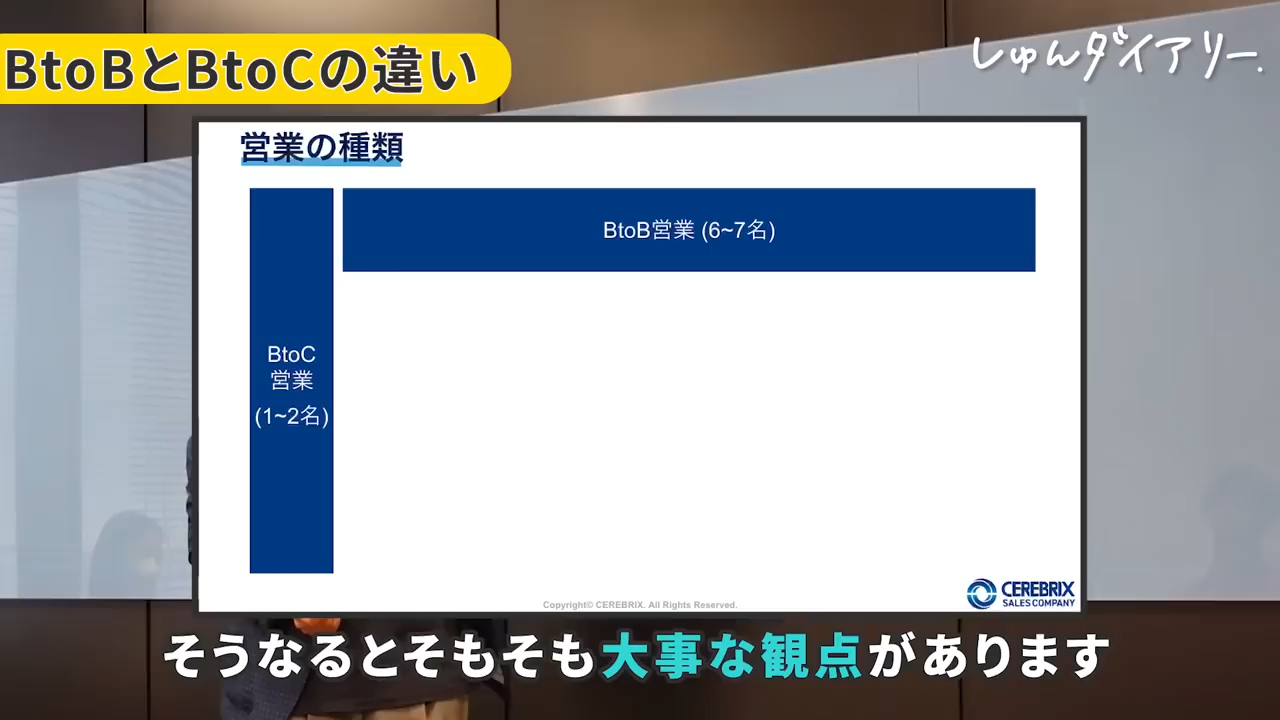 BtoBとBtoCの違い
しゅんダイアリー.
営業の種類
BtoB営業 (6~7名)
BtoC
営業
(1~2名)
CEREBRIX
SALES COMPANY
Copyright© CEREBRIX. All Rights Reserved.
そうなるとそもそも大事な観点があります